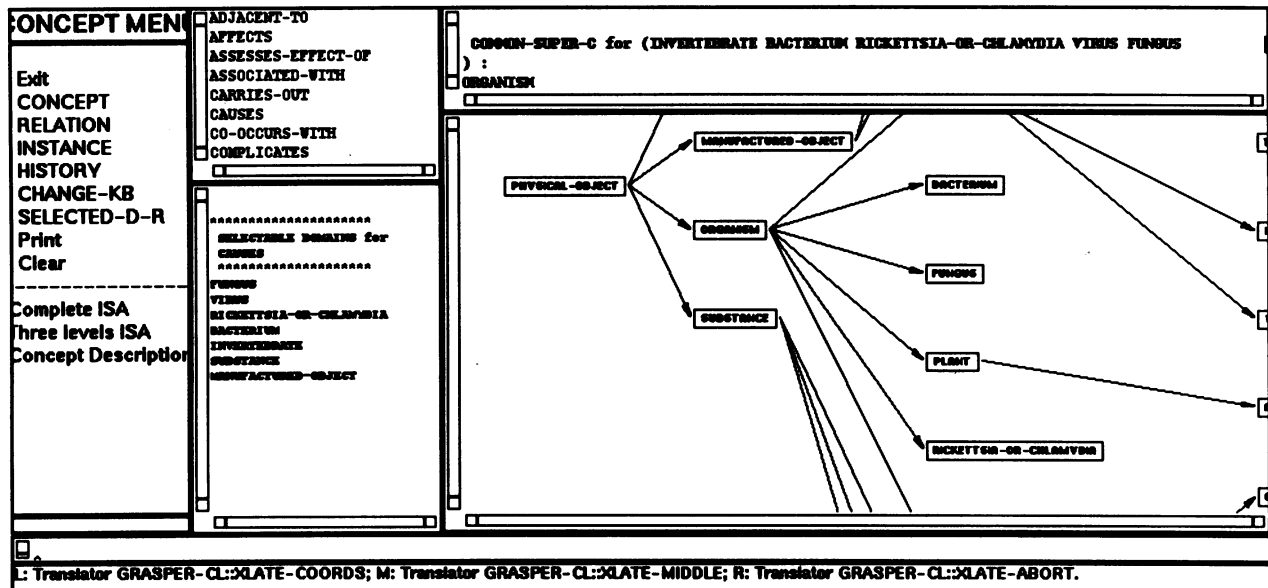 CONCEPT MENU
Exit
CONCEPT
RELATION
INSTANCE
HISTORY
CHANGE-KB
SELECTED-D-R
Print
Clear
Complete ISA
Three levels ISA
Concept Description
ADJACENT-TO
AFFECTS
ASSESSES-EFFECT-OF
ASSOCIATED-WITH
CARRIES-OUT
CAUSES
CO-OCCURS-WITH
COMPLICATES
^^^^^^^^^^^^^^^^^^^^
SELECTABLE DOMAINS for
CAUSES
^^^^^^^^^^^^^^^^^^^^
FUNGUS
VIRUS
RICKETTSIA-OR-CHLAMYDIA
BACTERIUM
INVERTEBRATE
SUBSTANCE
MANUFACTURED-OBJECT
COMMON-SUPER-C for (INVERTEBRATE BACTERIUM RICKETTSIA-OR-CHLAMYDIA VIRUS FUNGUS
) :
ORGANISM
MANUFACTURED-OBJECT
PHYSICAL-OBJECT
BACTERIUM
ORGANISM
FUNGUS
SUBSTANCE
PLANT
RICKETTSIA-OR-CHLAMYDIA
L: Translator GRASPER-CL::XLATE-COORDS; M: Translator GRASPER-CL::XLATE-MIDDLE; R: Translator GRASPER-CL::XLATE-ABORT.